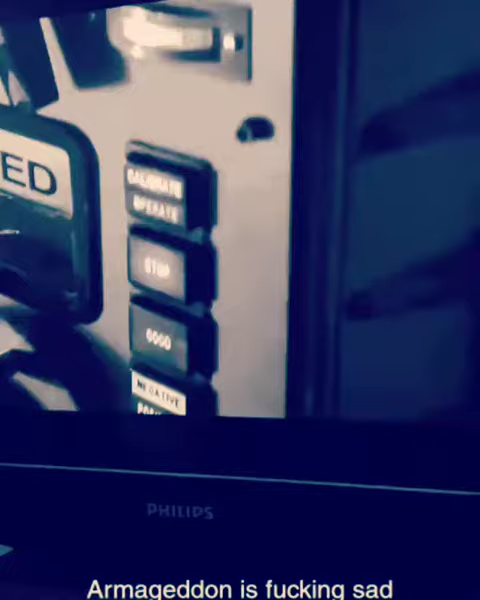 ED
CALIBRATE
OPERATE
STOP
GOOD
NEGATIVE
PHILIPS
Armageddon is fucking sad